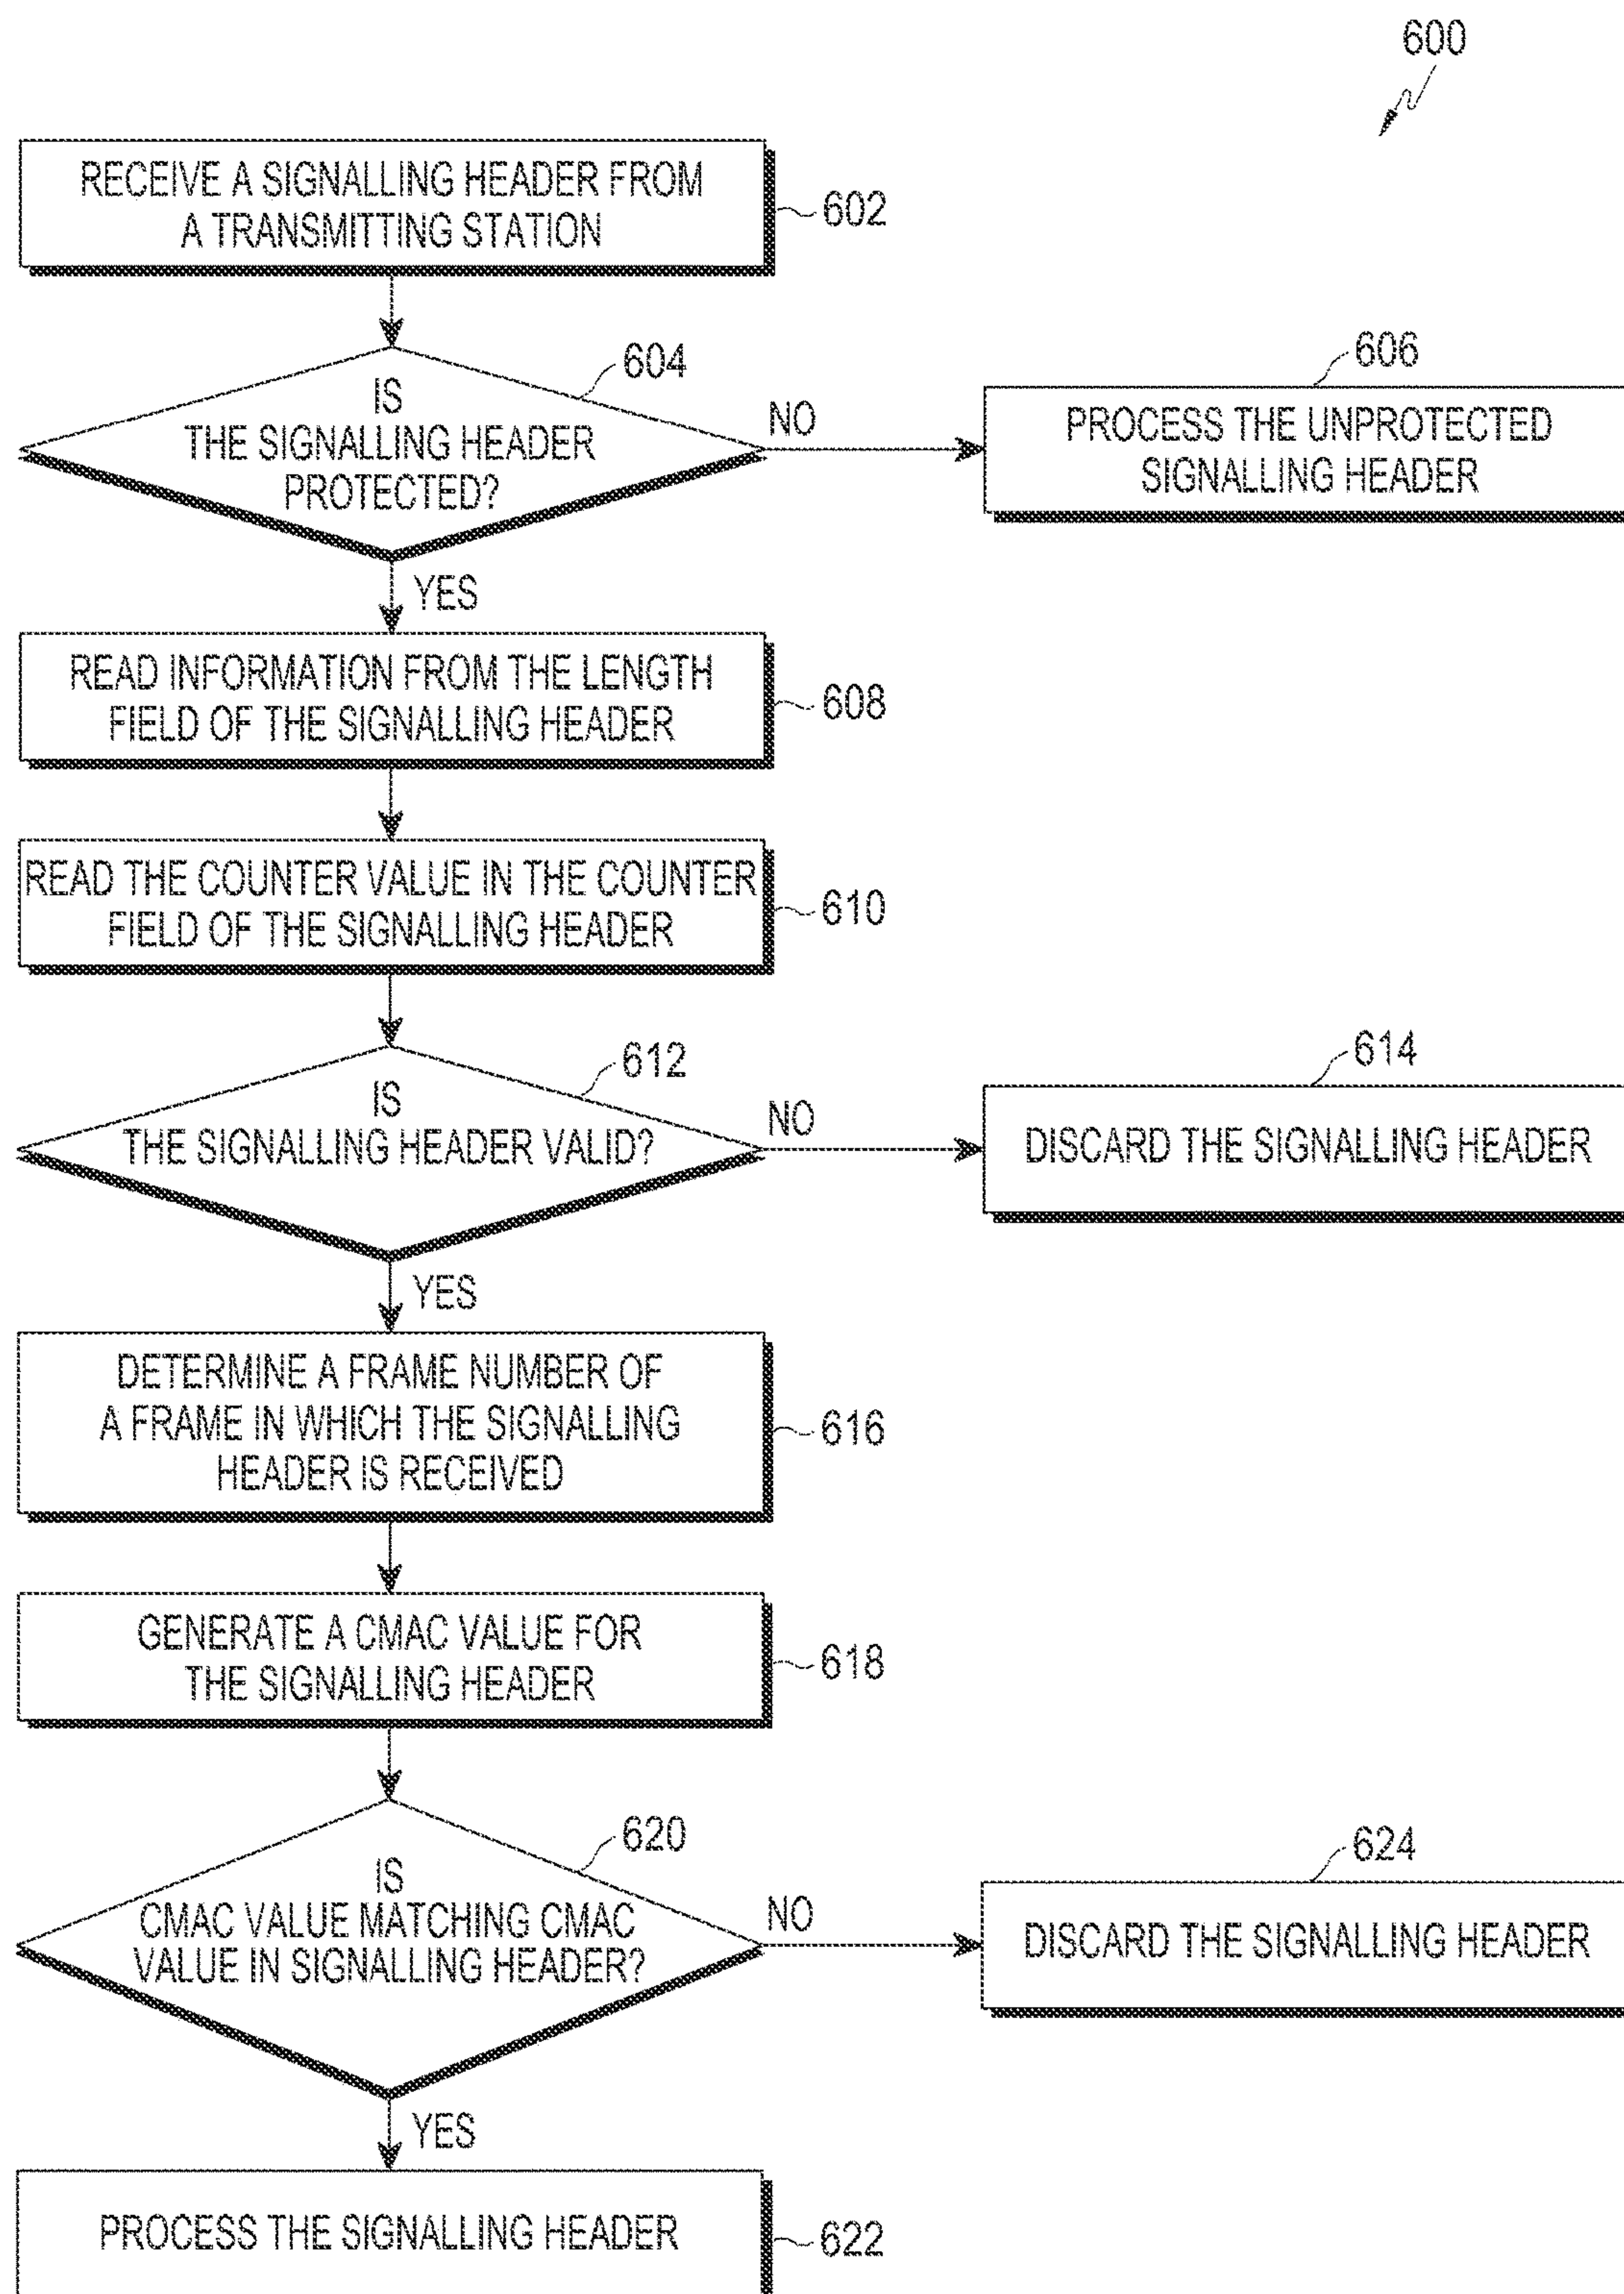 600
RECEIVE A SIGNALLING HEADER FROM
A TRANSMITTING STATION
602
604
IS
THE SIGNALLING HEADER
PROTECTED?
NO
606
PROCESS THE UNPROTECTED
SIGNALLING HEADER
YES
READ INFORMATION FROM THE LENGTH
FIELD OF THE SIGNALLING HEADER
608
READ THE COUNTER VALUE IN THE COUNTER
FIELD OF THE SIGNALLING HEADER
610
612
IS
THE SIGNALLING HEADER VALID?
NO
614
DISCARD THE SIGNALLING HEADER
YES
DETERMINE A FRAME NUMBER OF
A FRAME IN WHICH THE SIGNALLING
HEADER IS RECEIVED
616
GENERATE A CMAC VALUE FOR
THE SIGNALLING HEADER
618
620
IS
CMAC VALUE MATCHING CMAC
VALUE IN SIGNALLING HEADER?
NO
624
DISCARD THE SIGNALLING HEADER
YES
PROCESS THE SIGNALLING HEADER
622